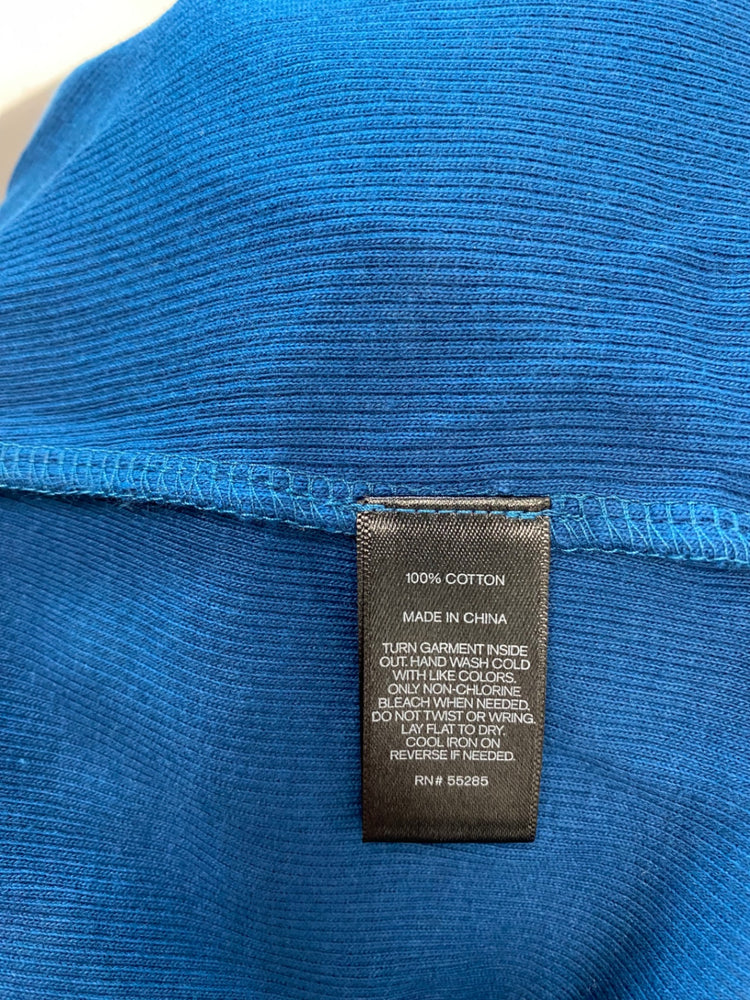 100% COTTON
MADE IN CHINA
TURN GARMENT INSIDE
OUT. HAND WASH COLD
WITH LIKE COLORS.
ONLY NON-CHLORINE
BLEACH WHEN NEEDED.
DO NOT TWIST OR WRING.
LAY FLAT TO DRY.
COOL IRON ON
REVERSE IF NEEDED.
RN# 55285